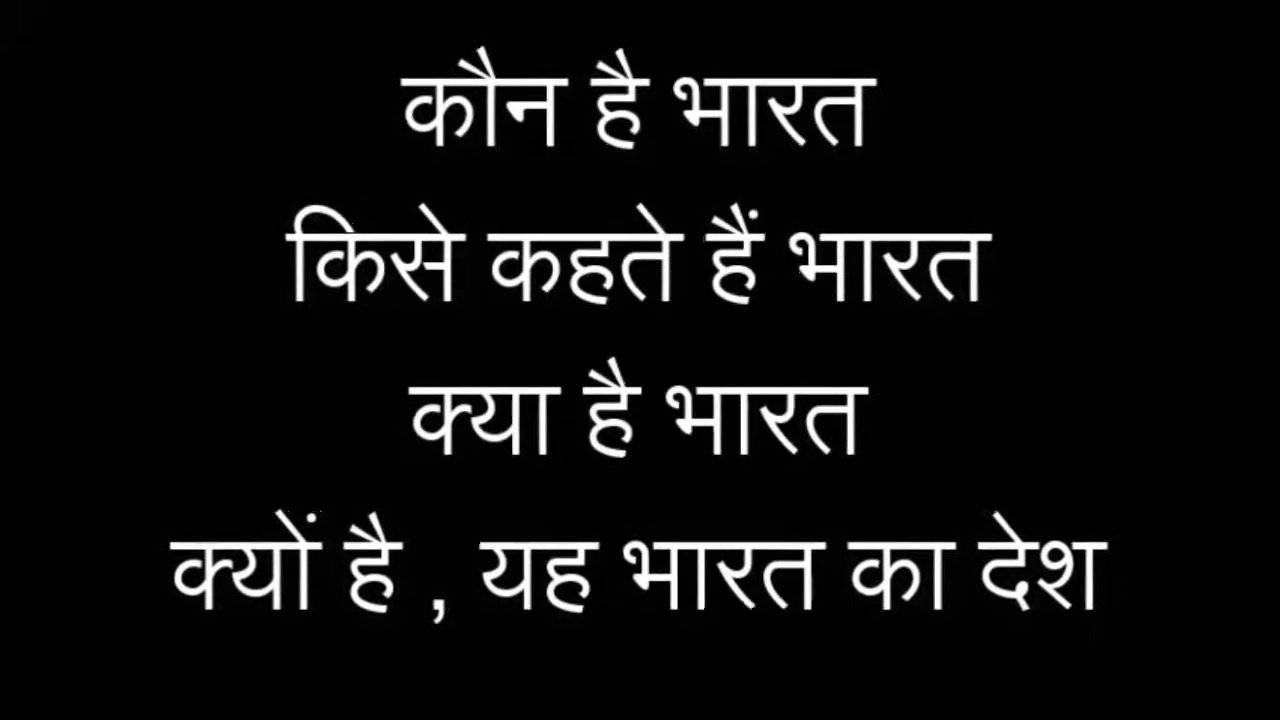 कौन है भारत
किसे कहते हैं भारत
क्या है भारत
क्यों है , यह भारत का देश